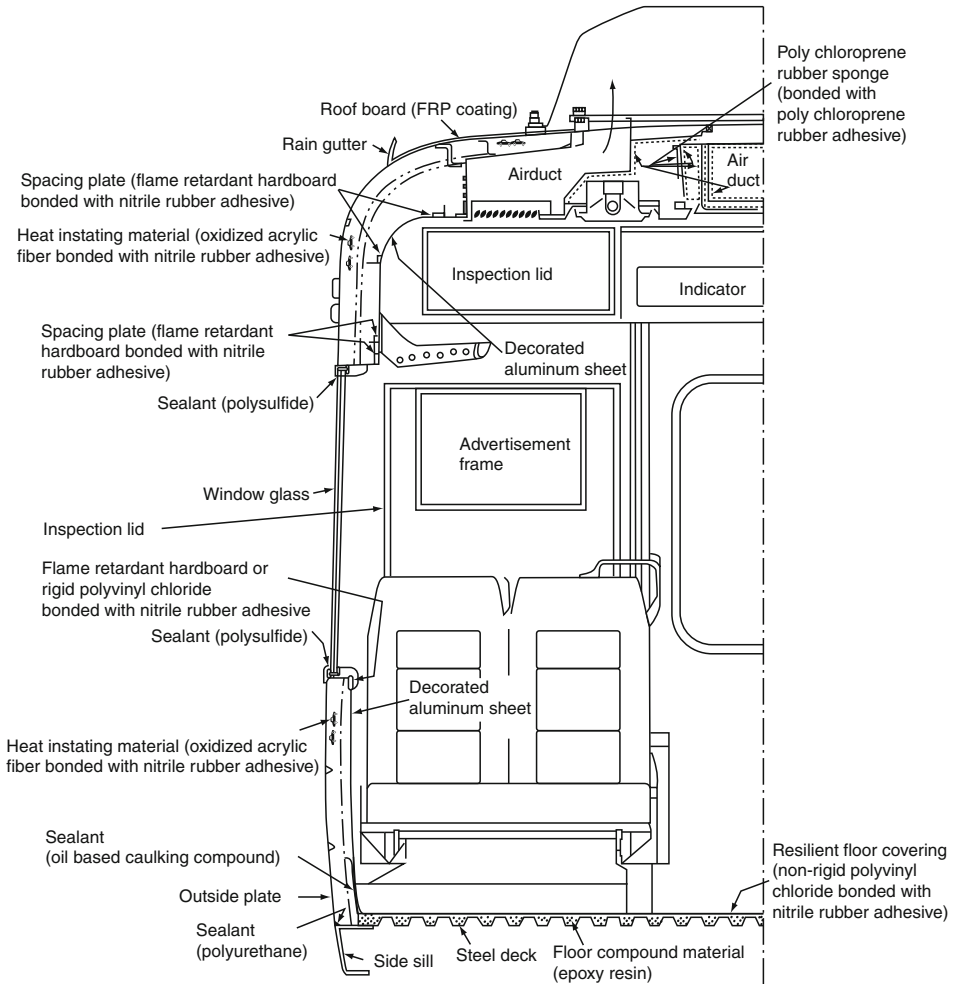 Poly chloroprene
rubber sponge
(bonded with
poly chloroprene
rubber adhesive)
Roof board (FRP coating)
Rain gutter
Spacing plate (flame retardant hardboard
bonded with nitrile rubber adhesive)
Airduct
Air
duct
Heat instating material (oxidized acrylic
fiber bonded with nitrile rubber adhesive)
Inspection lid
Indicator
Spacing plate (flame retardant
hardboard bonded with nitrile
rubber adhesive)
Decorated
aluminum sheet
Sealant (polysulfide)
Advertisement
frame
Window glass
Inspection lid
Flame retardant hardboard or
rigid polyvinyl chloride
bonded with nitrile rubber adhesive
Sealant (polysulfide)
Decorated
aluminum sheet
Heat instating material (oxidized acrylic
fiber bonded with nitrile rubber adhesive)
Sealant
(oil based caulking compound)
Outside plate
Sealant
(polyurethane)
Side sill
Steel deck
Floor compound material
(epoxy resin)
Resilient floor covering
(non-rigid polyvinyl
chloride bonded with
nitrile rubber adhesive)